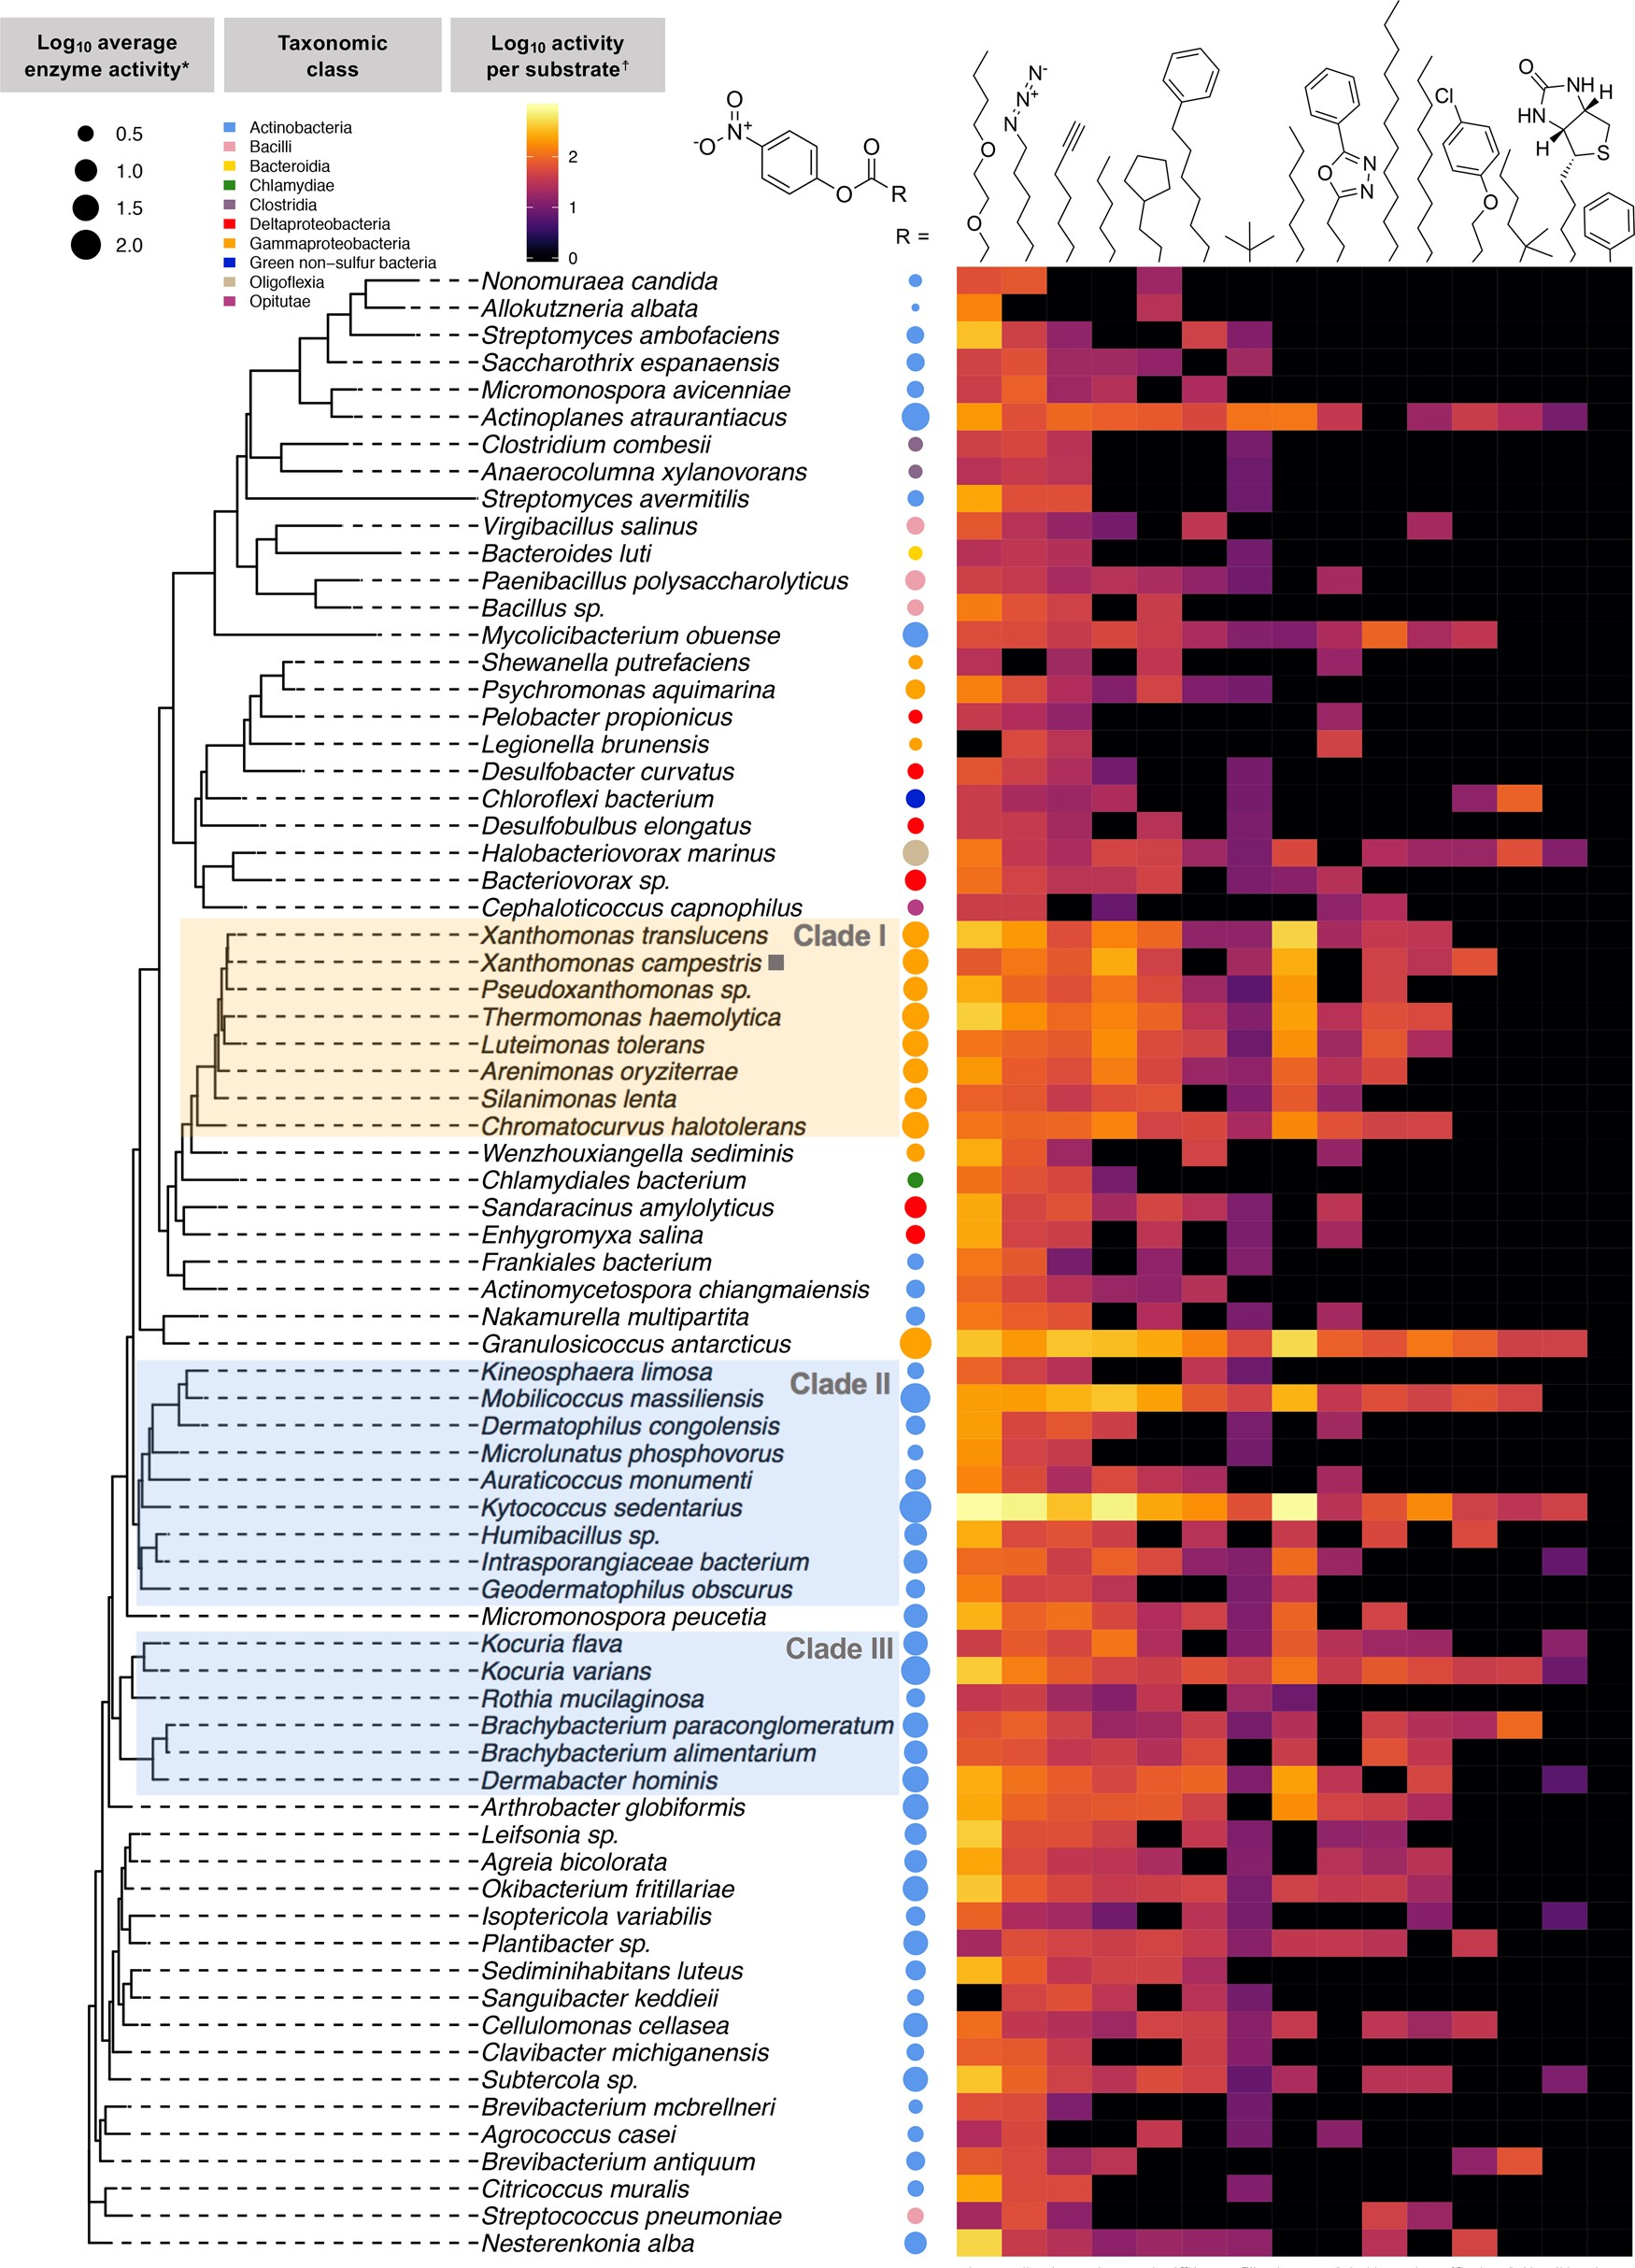 Log10 average
enzyme activity*
Taxonomic
class
Log10 activity
per substrate†
0.5
1.0
1.5
2.0
Actinobacteria
Bacilli
Bacteroidia
Chlamydiae
Clostridia
Deltaproteobacteria
Gammaproteobacteria
Green non−sulfur bacteria
Oligoflexia
Opitutae
2
1
0
O
N+
-O
O
O
R
R =
O
O
N-
N+
N
O
N
N
Cl
O
O
NH
H
HN
H
S
Nonomuraea candida
Allokutzneria albata
Streptomyces ambofaciens
Saccharothrix espanaensis
Micromonospora avicenniae
Actinoplanes atraurantiacus
Clostridium combesii
Anaerocolumna xylanovorans
Streptomyces avermitilis
Virgibacillus salinus
Bacteroides luti
Paenibacillus polysaccharolyticus
Bacillus sp.
Mycolicibacterium obuense
Shewanella putrefaciens
Psychromonas aquimarina
Pelobacter propionicus
Legionella brunensis
Desulfobacter curvatus
Chloroflexi bacterium
Desulfobulbus elongatus
Halobacteriovorax marinus
Bacteriovorax sp.
Cephaloticoccus capnophilus
Xanthomonas translucens Clade I
Xanthomonas campestris
Pseudoxanthomonas sp.
Thermomonas haemolytica
Luteimonas tolerans
Arenimonas oryziterrae
Silanimonas lenta
Chromatocurvus halotolerans
Wenzhouxiangella sediminis
Chlamydiales bacterium
Sandaracinus amylolyticus
Enhygromyxa salina
Frankiales bacterium
Actinomycetospora chiangmaiensis
Nakamurella multipartita
Granulosicoccus antarcticus
Kineosphaera limosa
Clade II
Mobilicoccus massiliensis
Dermatophilus congolensis
Microlunatus phosphovorus
Auraticoccus monumenti
Kytococcus sedentarius
Humibacillus sp.
Intrasporangiaceae bacterium
Geodermatophilus obscurus
Micromonospora peucetia
Kocuria flava Clade III
Kocuria varians
Rothia mucilaginosa
Brachybacterium paraconglomeratum
Brachybacterium alimentarium
Dermabacter hominis
Arthrobacter globiformis
Leifsonia sp.
Agreia bicolorata
Okibacterium fritillariae
Isoptericola variabilis
Plantibacter sp.
Sediminihabitans luteus
Sanguibacter keddieii
Cellulomonas cellasea
Clavibacter michiganensis
Subtercola sp.
Brevibacterium mcbrellneri
Agrococcus casei
Brevibacterium antiquum
Citricoccus muralis
Streptococcus pneumoniae
Nesterenkonia alba